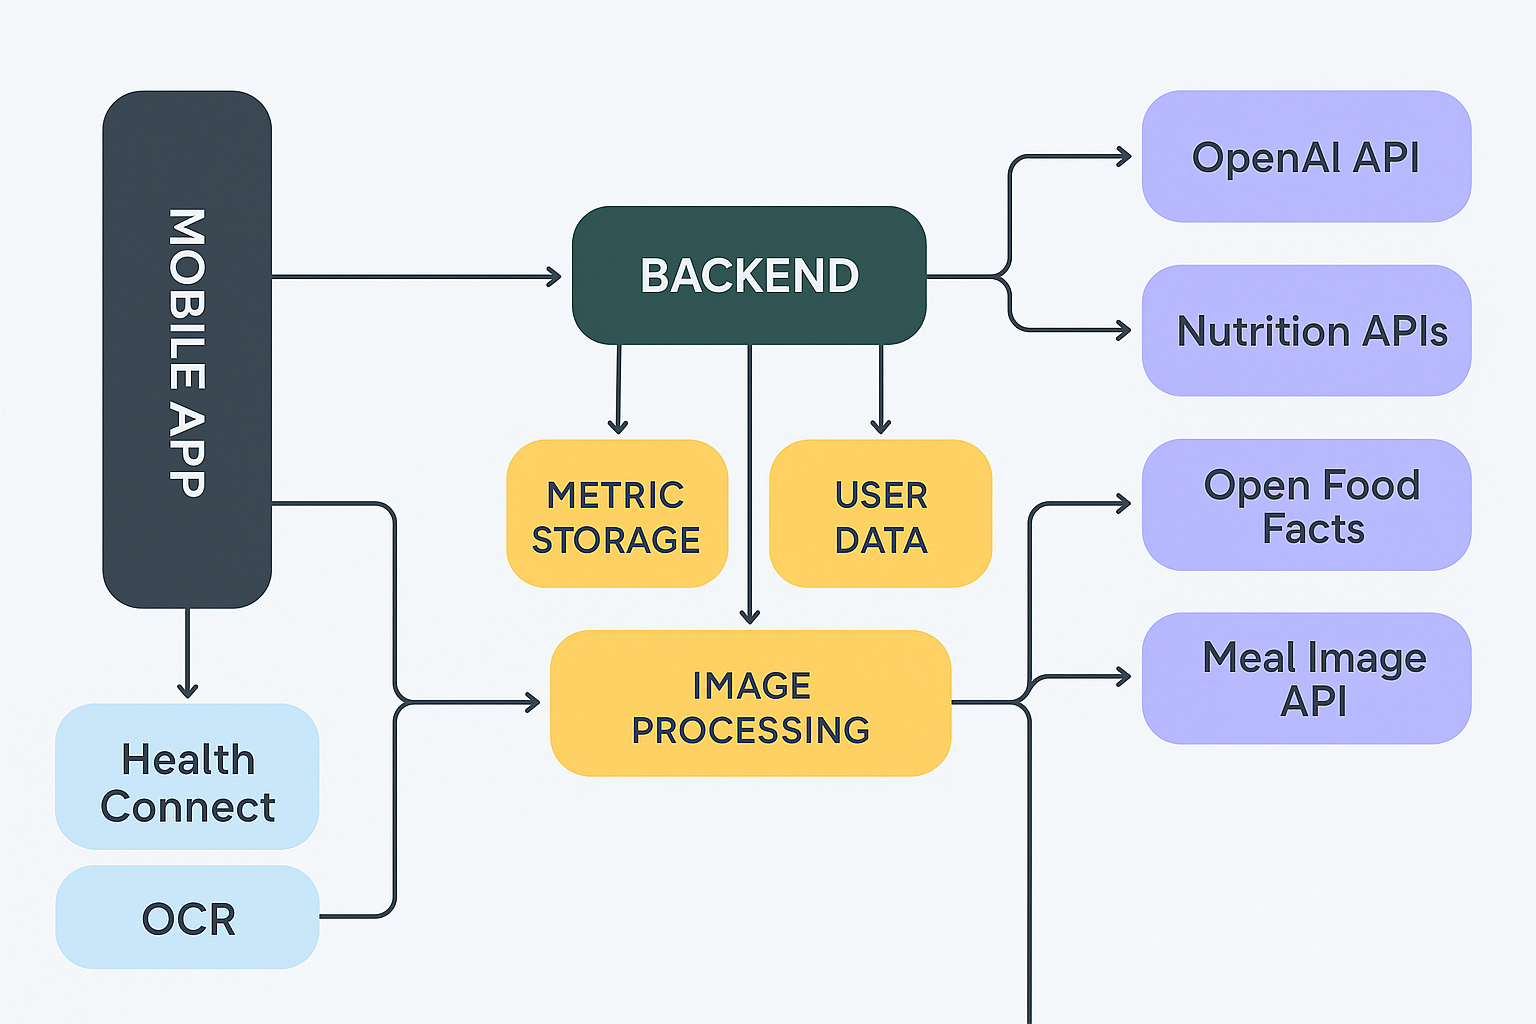 MOBILE APP
BACKEND
OpenAI API
Nutrition APIs
METRIC
STORAGE
USER
DATA
Open Food
Facts
IMAGE
PROCESSING
Meal Image
API
Health
Connect
OCR